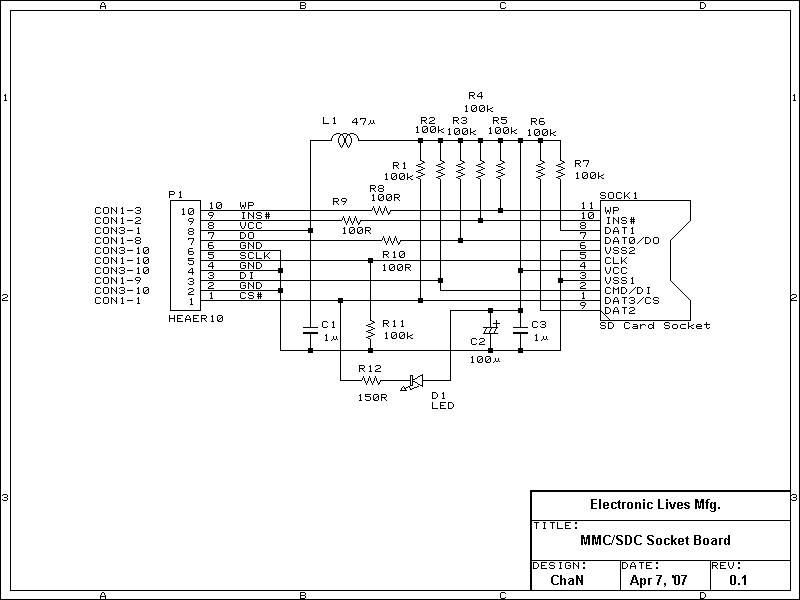 A B C D
1 1
R4
100k
L1 47µ R2 R3 R5 R6
100k 100k 100k 100k
R1 R7
100k 100k
P1 R8 SOCK1
R9 100R
CON1-3 10 10 WP 11 WP
CON1-2 9 9 INS# 10 INS#
CON3-1 8 8 VCC 100R 8 DAT1
CON1-8 7 7 DO 7 DAT0/DO
CON3-10 6 6 GND 6 VSS2
CON1-10 5 5 SCLK R10 5 CLK
CON3-10 4 4 GND 100R 4 VCC
CON1-9 3 3 DI 3 VSS1
CON3-10 2 2 GND 2 CMD/DI
CON1-1 1 1 CS# 1 DAT3/CS
9 DAT2
2 2
HEAER10 C1 R11 + C3 SD Card Socket
1µ 100k C2 1µ
100µ
R12
150R D1
LED
3 3
Electronic Lives Mfg.
TITLE:
MMC/SDC Socket Board
DESIGN: DATE: REV:
ChaN Apr 7, '07 0.1
A B C D